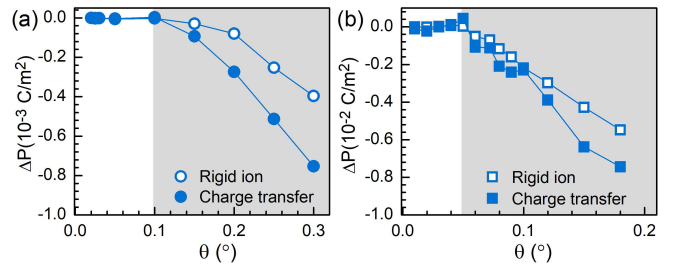 (a)
0.0
-0.2
-0.4
-0.6
-0.8
-1.0
ΔP(10⁻³ C/m²)
Rigid ion
Charge transfer
0.0 0.1 0.2 0.3
θ (°)
(b)
0.0
-0.2
-0.4
-0.6
-0.8
-1.0
ΔP(10⁻² C/m²)
Rigid ion
Charge transfer
0.0 0.1 0.2
θ (°)